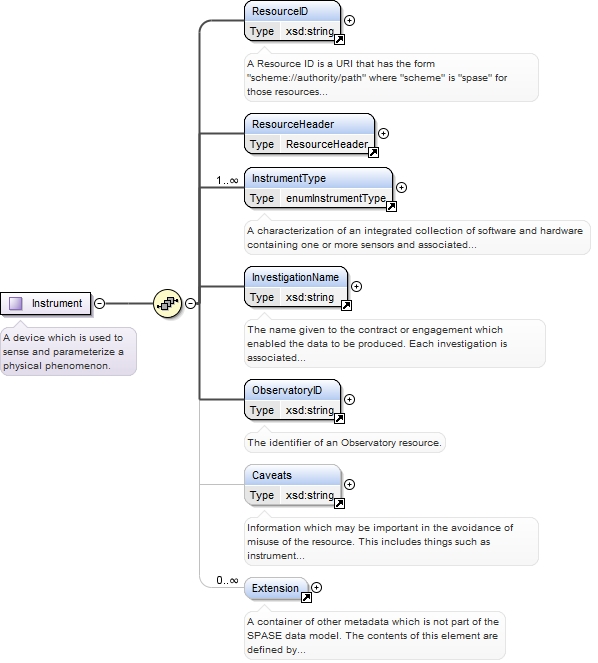 ResourceID
Type xsd:string
A Resource ID is a URI that has the form
"scheme://authority/path" where "scheme" is "spase" for
those resources...
ResourceHeader
Type ResourceHeader
1..∞
InstrumentType
Type enumInstrumentType
A characterization of an integrated collection of software and hardware
containing one or more sensors and associated...
InvestigationName
Type xsd:string
Instrument
A device which is used to
sense and parameterize a
physical phenomenon.
The name given to the contract or engagement which
enabled the data to be produced. Each investigation is
associated...
ObservatoryID
Type xsd:string
The identifier of an Observatory resource.
Caveats
Type xsd:string
Information which may be important in the avoidance of
misuse of the resource. This includes things such as
instrument...
0..∞
Extension
A container of other metadata which is not part of the
SPASE data model. The contents of this element are
defined by...